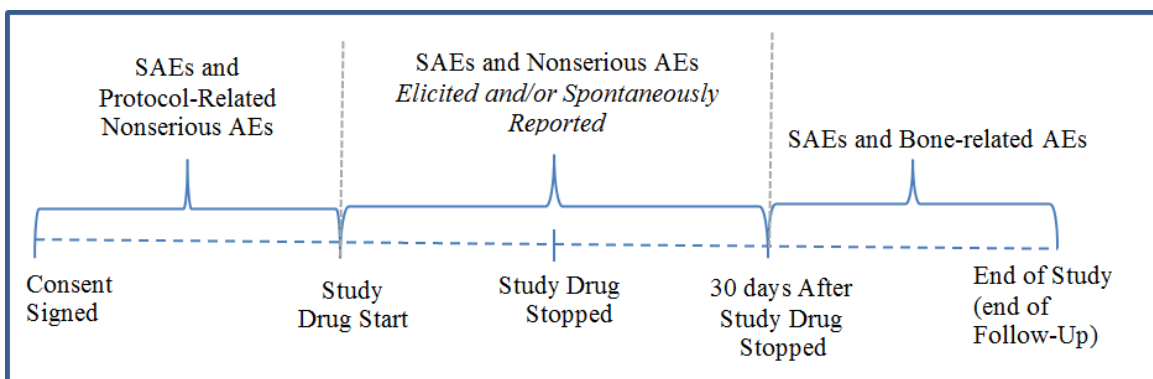 SAEs and
Protocol-Related
Nonserious AEs
SAEs and Nonserious AEs
Elicited and/or Spontaneously
Reported
SAEs and Bone-related AEs
Consent
Signed
Study
Drug Start
Study Drug
Stopped
30 days After
Study Drug
Stopped
End of Study
(end of
Follow-Up)